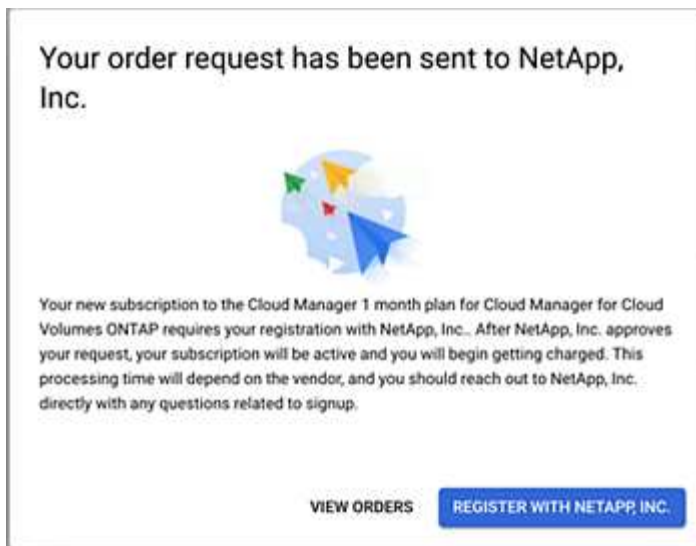 Your order request has been sent to NetApp,
Inc.
Your new subscription to the Cloud Manager 1 month plan for Cloud Manager for Cloud
Volumes ONTAP requires your registration with NetApp, Inc.. After NetApp, Inc. approves
your request, your subscription will be active and you will begin getting charged. This
processing time will depend on the vendor, and you should reach out to NetApp, Inc.
directly with any questions related to signup.
VIEW ORDERS
REGISTER WITH NETAPP, INC.